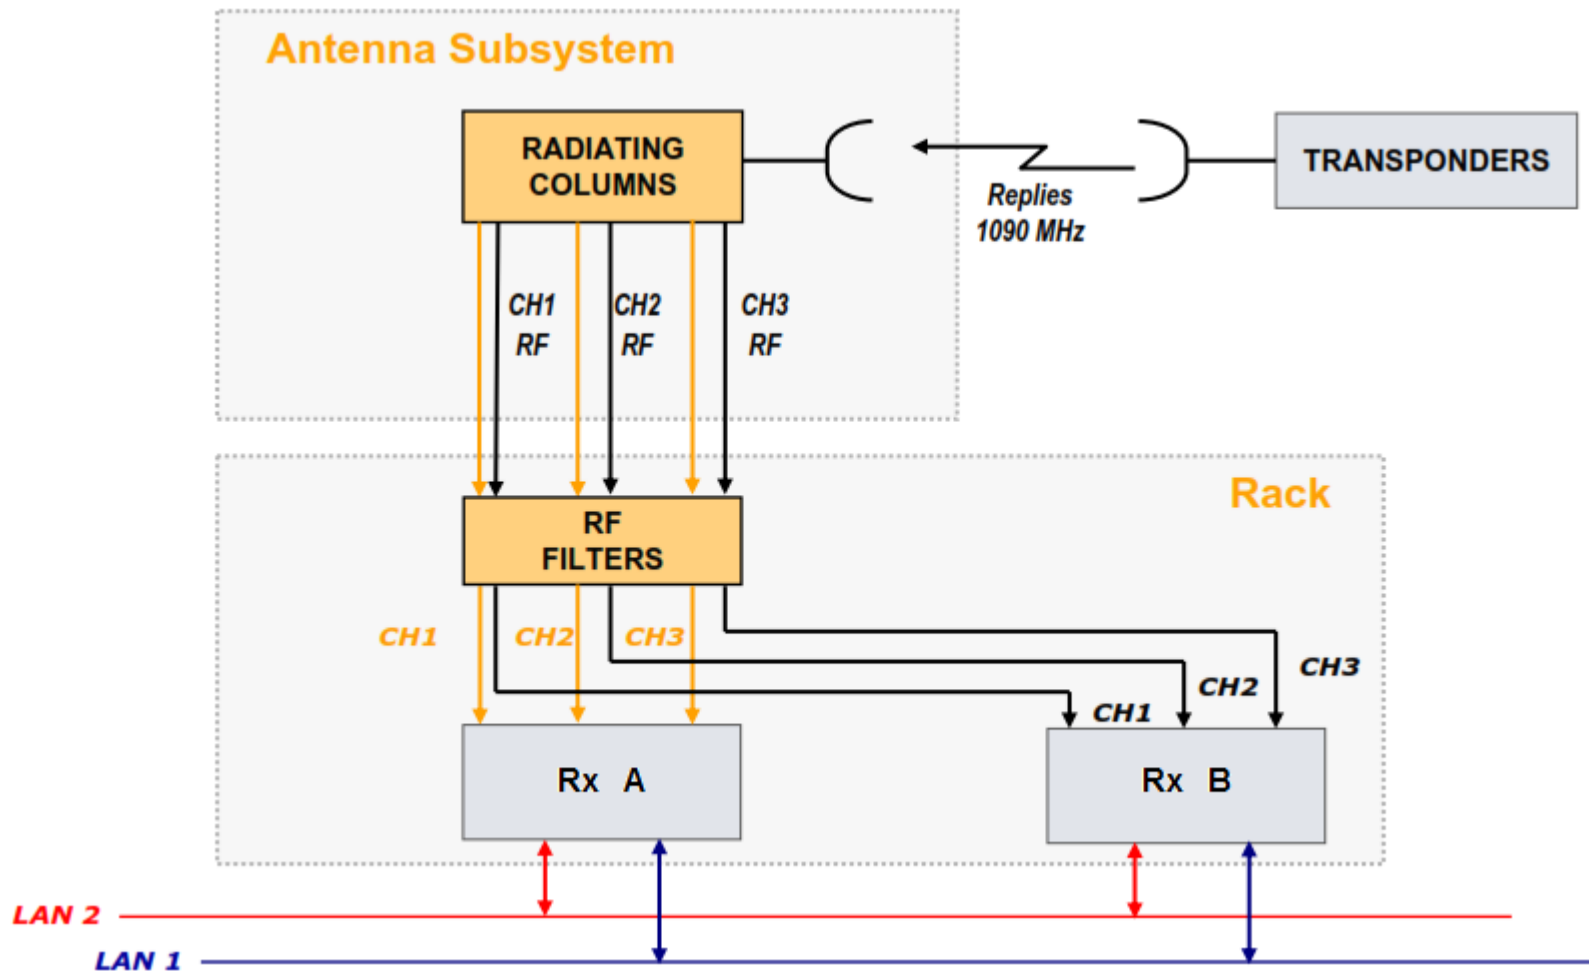 Antenna Subsystem
RADIATING
COLUMNS
TRANSPONDERS
Replies
1090 MHz
CH1
RF
CH2
RF
CH3
RF
Rack
RF
FILTERS
CH1
CH2
CH3
CH3
CH2
CH1
Rx A
Rx B
LAN 2
LAN 1